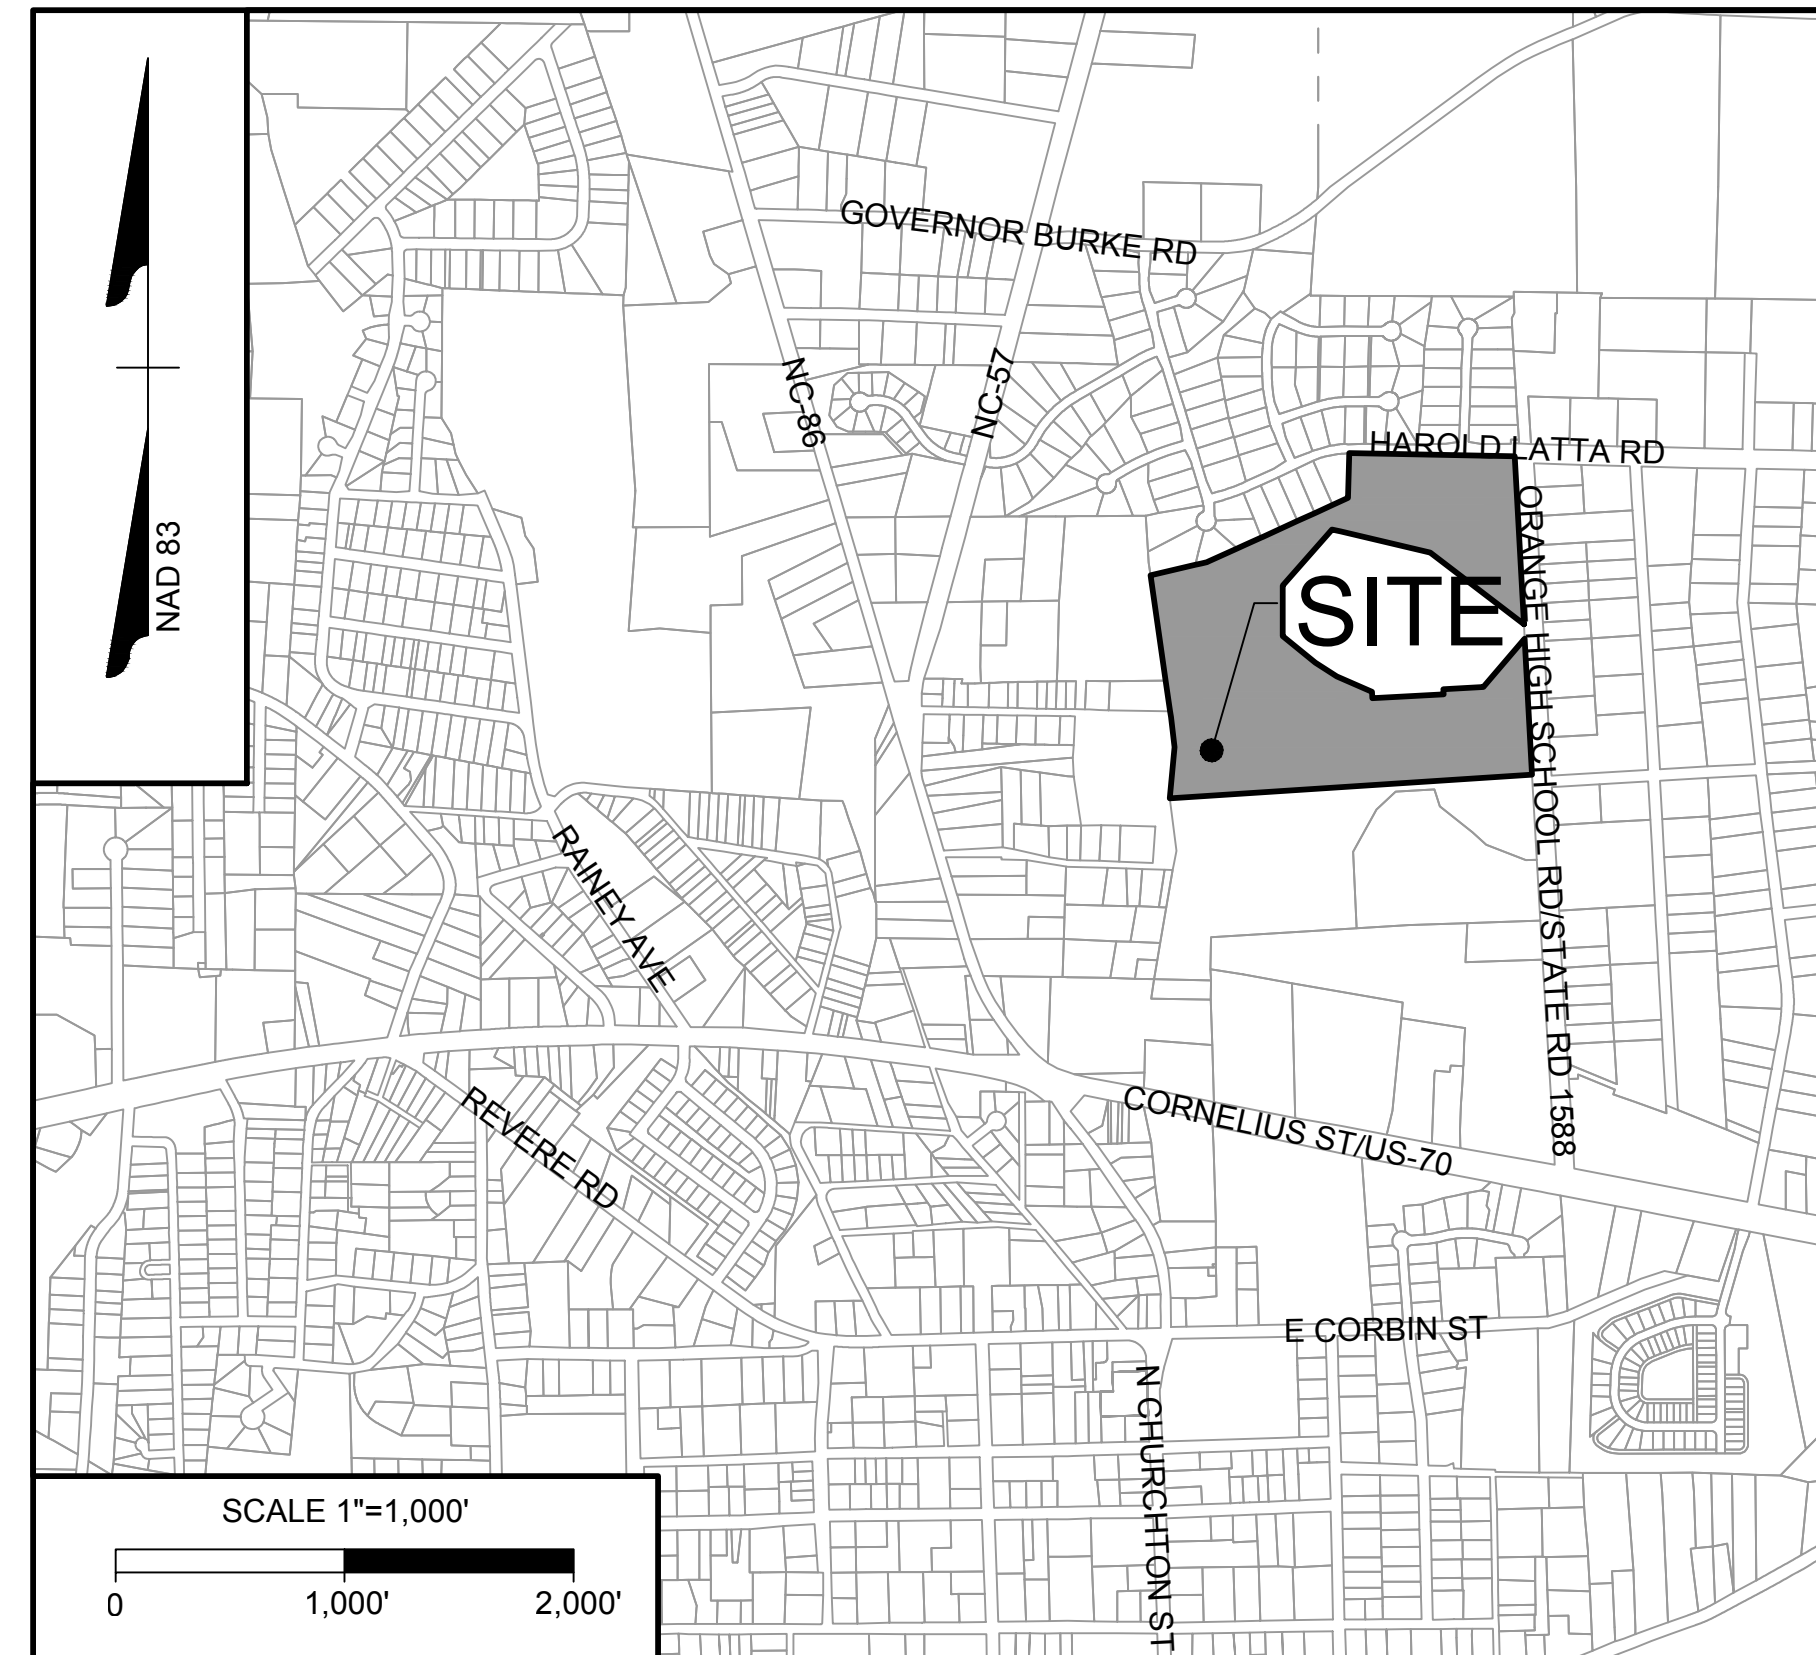 GOVERNOR BURKE RD
NC-86
NC-57
HAROLD LATTA RD
ORANGE HIGH SCHOOL RD/STATE RD 1588
NAD 83
SITE
RAINEY AVE
REVERE RD
CORNELIUS ST/US-70
E CORBIN ST
N CHURCHTON ST
SCALE 1"=1,000'
0 1,000' 2,000'